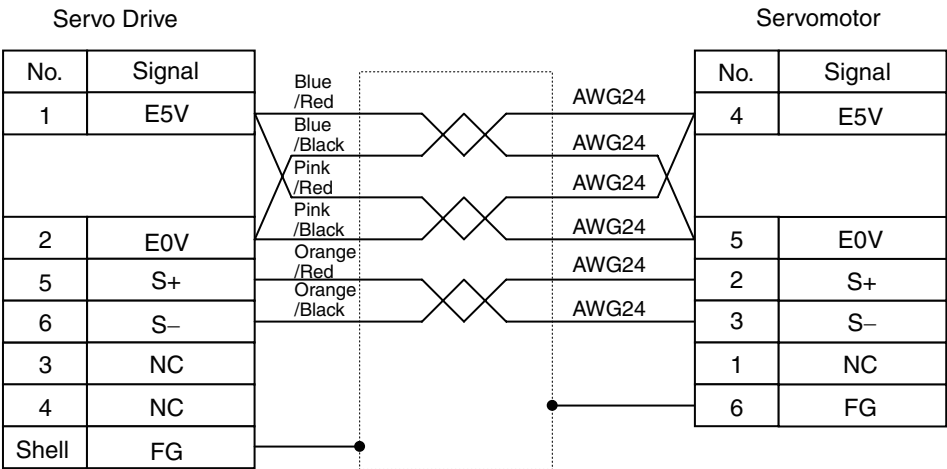 Servo Drive
Servomotor
No. Signal
1 E5V
2 E0V
5 S+
6 S−
3 NC
4 NC
Shell FG
Blue
/Red
Blue
/Black
Pink
/Red
Pink
/Black
Orange
/Red
Orange
/Black
AWG24
AWG24
AWG24
AWG24
AWG24
AWG24
No. Signal
4 E5V
5 E0V
2 S+
3 S−
1 NC
6 FG